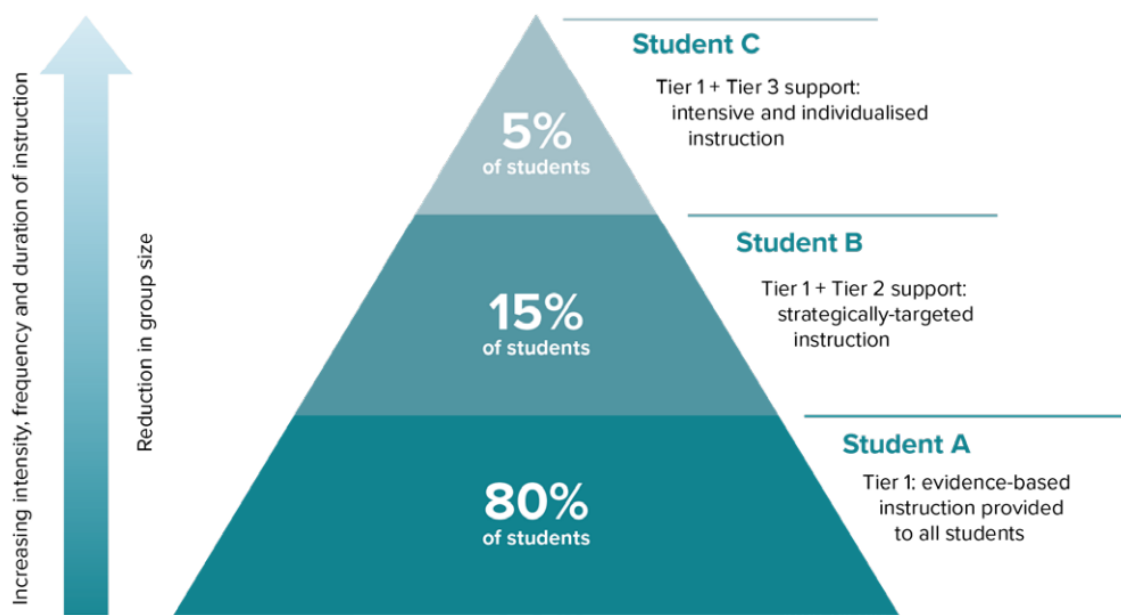 Increasing intensity, frequency and duration of instruction
Reduction in group size
5%
of students
15%
of students
80%
of students
Student C
Tier 1 + Tier 3 support:
intensive and individualised
instruction
Student B
Tier 1 + Tier 2 support:
strategically-targeted
instruction
Student A
Tier 1: evidence-based
instruction provided
to all students